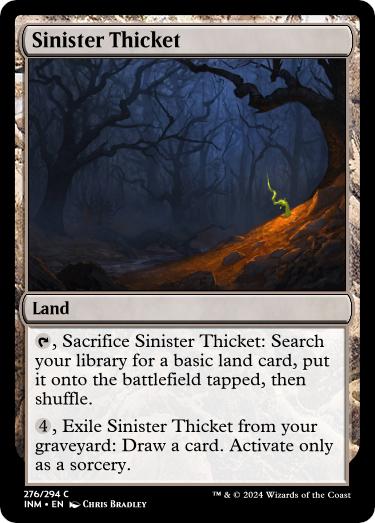 Sinister Thicket
Land
, Sacrifice Sinister Thicket: Search
your library for a basic land card, put
it onto the battlefield tapped, then
shuffle.
4, Exile Sinister Thicket from your
graveyard: Draw a card. Activate only
as a sorcery.
276/294 C
INM • EN Chris Bradley
™ & © 2024 Wizards of the Coast